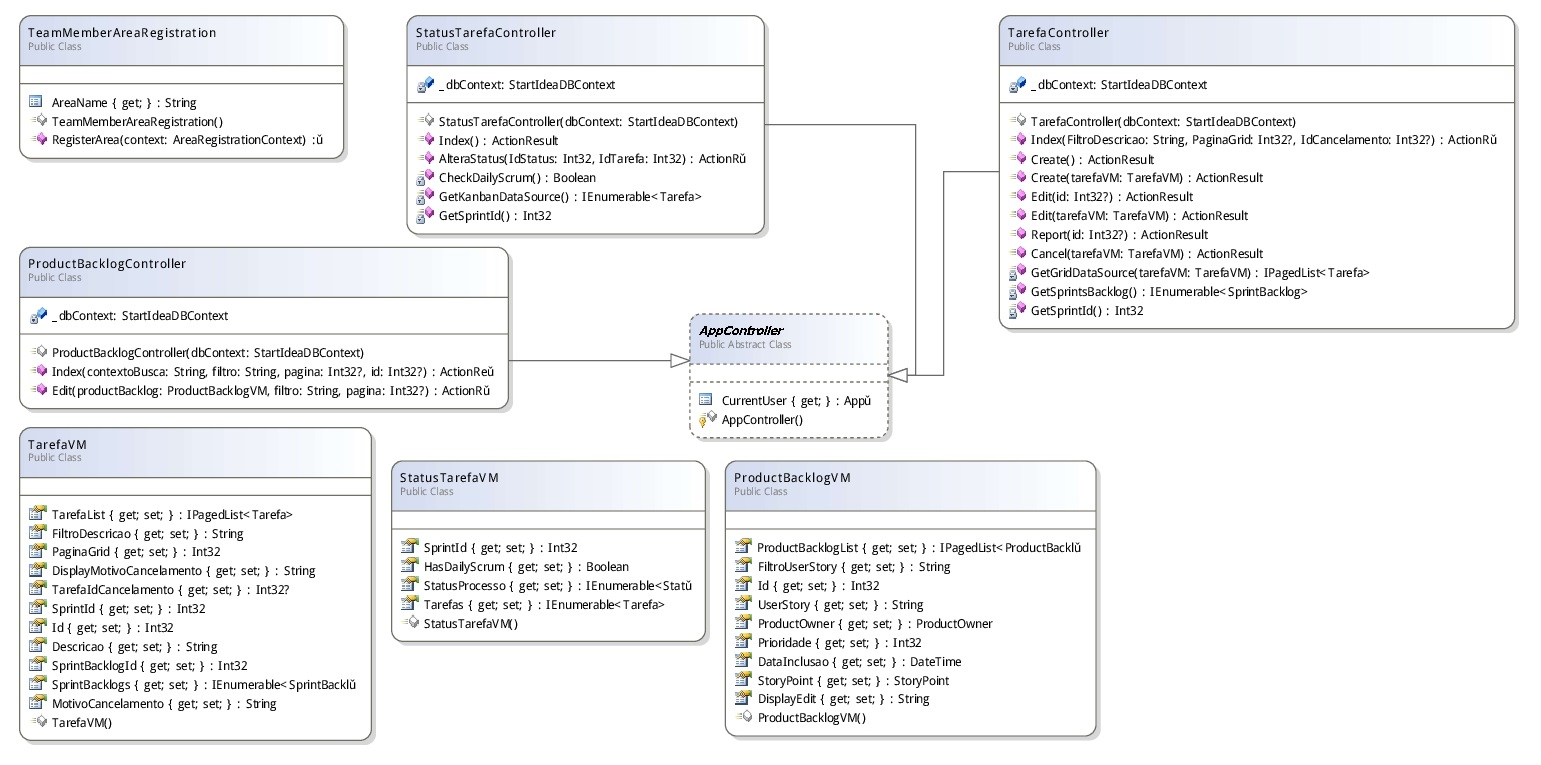 TeamMemberAreaRegistration
Public Class
AreaName { get; } : String
TeamMemberAreaRegistration()
RegisterArea(context: AreaRegistrationContext) :ŭ
StatusTarefaController
Public Class
_dbContext: StartIdeaDBContext
StatusTarefaController(dbContext: StartIdeaDBContext)
Index() : ActionResult
AlteraStatus(IdStatus: Int32, IdTarefa: Int32) : ActionRŭ
CheckDailyScrum() : Boolean
GetKanbanDataSource() : IEnumerable<Tarefa>
GetSprintId() : Int32
TarefaController
Public Class
_dbContext: StartIdeaDBContext
TarefaController(dbContext: StartIdeaDBContext)
Index(FiltroDescricao: String, PaginaGrid: Int32?, IdCancelamento: Int32?) : ActionRŭ
Create() : ActionResult
Create(tarefaVM: TarefaVM) : ActionResult
Edit(id: Int32?) : ActionResult
Edit(tarefaVM: TarefaVM) : ActionResult
Report(id: Int32?) : ActionResult
Cancel(tarefaVM: TarefaVM) : ActionResult
GetGridDataSource(tarefaVM: TarefaVM) : IPagedList<Tarefa>
GetSprintsBacklog() : IEnumerable<SprintBacklog>
GetSprintId() : Int32
ProductBacklogController
Public Class
_dbContext: StartIdeaDBContext
ProductBacklogController(dbContext: StartIdeaDBContext)
Index(contextoBusca: String, filtro: String, pagina: Int32?, id: Int32?) : ActionReŭ
Edit(productBacklog: ProductBacklogVM, filtro: String, pagina: Int32?) : ActionRŭ
AppController
Public Abstract Class
CurrentUser { get; } : Appŭ
AppController()
TarefaVM
Public Class
TarefaList { get; set; } : IPagedList<Tarefa>
FiltroDescricao { get; set; } : String
PaginaGrid { get; set; } : Int32
DisplayMotivoCancelamento { get; set; } : String
TarefaIdCancelamento { get; set; } : Int32?
SprintId { get; set; } : Int32
Id { get; set; } : Int32
Descricao { get; set; } : String
SprintBacklogId { get; set; } : Int32
SprintBacklogs { get; set; } : IEnumerable<SprintBacklŭ
MotivoCancelamento { get; set; } : String
TarefaVM()
StatusTarefaVM
Public Class
SprintId { get; set; } : Int32
HasDailyScrum { get; set; } : Boolean
StatusProcesso { get; set; } : IEnumerable<Statŭ
Tarefas { get; set; } : IEnumerable<Tarefa>
StatusTarefaVM()
ProductBacklogVM
Public Class
ProductBacklogList { get; set; } : IPagedList<ProductBacklŭ
FiltroUserStory { get; set; } : String
Id { get; set; } : Int32
UserStory { get; set; } : String
ProductOwner { get; set; } : ProductOwner
Prioridade { get; set; } : Int32
DataInclusao { get; set; } : DateTime
StoryPoint { get; set; } : StoryPoint
DisplayEdit { get; set; } : String
ProductBacklogVM()